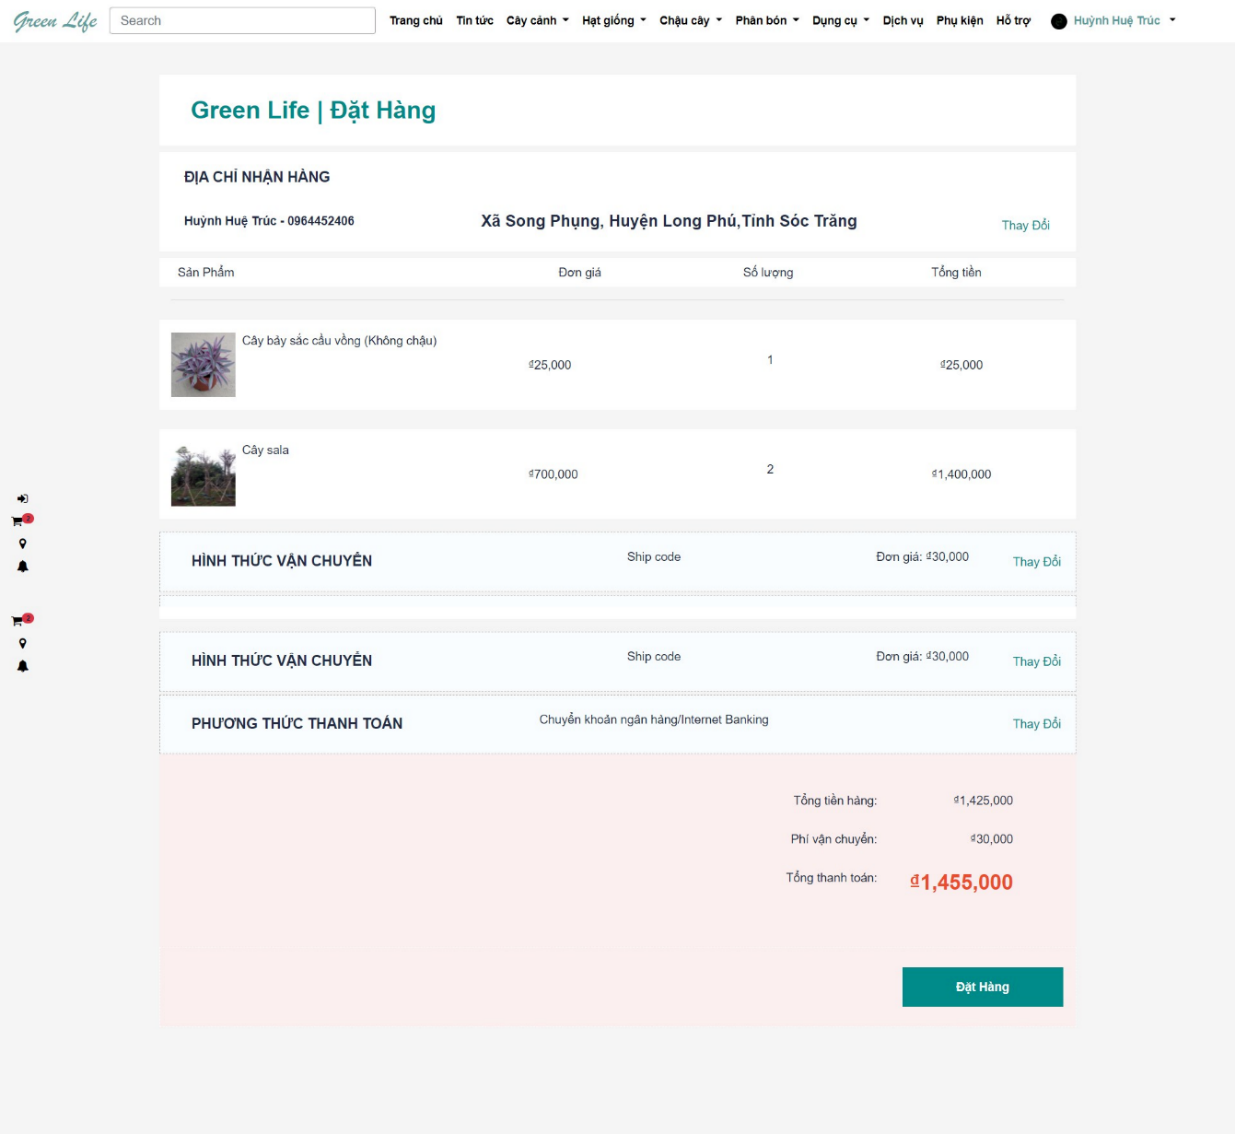 Green Life Search Trang chủ Tin tức Cây cảnh Hạt giống Chậu cây Phân bón Dụng cụ Dịch vụ Phụ kiện Hỗ trợ Huỳnh Huệ Trúc
Green Life | Đặt Hàng
ĐỊA CHỈ NHẬN HÀNG
Huỳnh Huệ Trúc - 0964452406 Xã Song Phụng, Huyện Long Phú,Tỉnh Sóc Trăng Thay Đổi
Sản Phẩm Đơn giá Số lượng Tổng tiền
Cây bảy sắc cầu vồng (Không chậu)
₫25,000 1 ₫25,000
Cây sala
₫700,000 2 ₫1,400,000
2
HÌNH THỨC VẬN CHUYỂN Ship code Đơn giá: ₫30,000 Thay Đổi
2
HÌNH THỨC VẬN CHUYỂN Ship code Đơn giá: ₫30,000 Thay Đổi
PHƯƠNG THỨC THANH TOÁN Chuyển khoản ngân hàng/Internet Banking Thay Đổi
Tổng tiền hàng: ₫1,425,000
Phí vận chuyển: ₫30,000
Tổng thanh toán: ₫1,455,000
Đặt Hàng